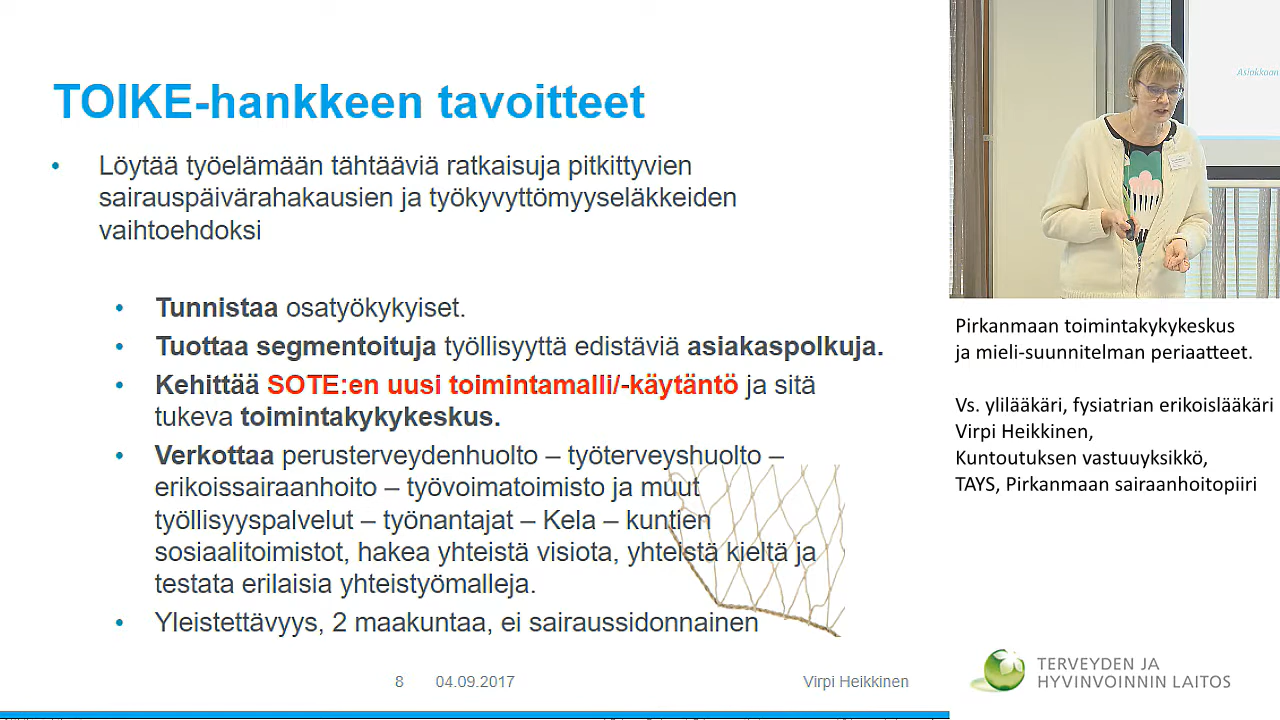 TOIKE-hankkeen tavoitteet
• Löytää työelämään tähtääviä ratkaisuja pitkittyvien
sairauspäivärahakausien ja työkyvyttömyyseläkkeiden
vaihtoehdoksi
• Tunnistaa osatyökykyiset.
• Tuottaa segmentoituja työllisyyttä edistäviä asiakaspolkuja.
• Kehittää SOTE:en uusi toimintamalli/-käytäntö ja sitä
tukeva toimintakykykeskus.
• Verkottaa perusterveydenhuolto – työterveyshuolto –
erikoissairaanhoito – työvoimatoimisto ja muut
työllisyyspalvelut – työnantajat – Kela – kuntien
sosiaalitoimistot, hakea yhteistä visiota, yhteistä kieltä ja
testata erilaisia yhteistyömalleja.
• Yleistettävyys, 2 maakuntaa, ei sairaussidonnainen
8 04.09.2017 Virpi Heikkinen
Asiakkaan
Pirkanmaan toimintakykykeskus
ja mieli-suunnitelman periaatteet.
Vs. ylilääkäri, fysiatrian erikoislääkäri
Virpi Heikkinen,
Kuntoutuksen vastuuyksikkö,
TAYS, Pirkanmaan sairaanhoitopiiri
TERVEYDEN JA
HYVINVOINNIN LAITOS